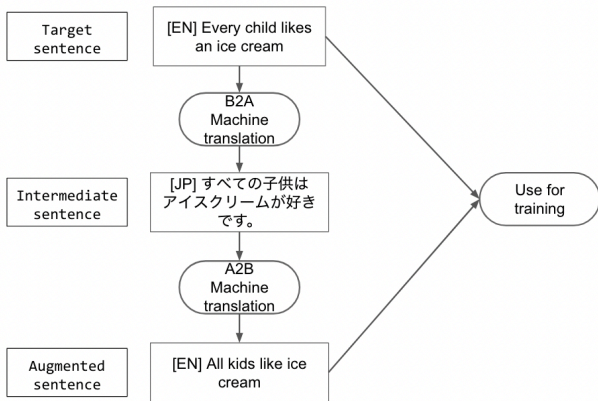 Target
sentence
[EN] Every child likes
an ice cream
B2A
Machine
translation
Intermediate
sentence
[JP] すべての子供は
アイスクリームが好き
です。
Use for
training
A2B
Machine
translation
Augmented
sentence
[EN] All kids like ice
cream